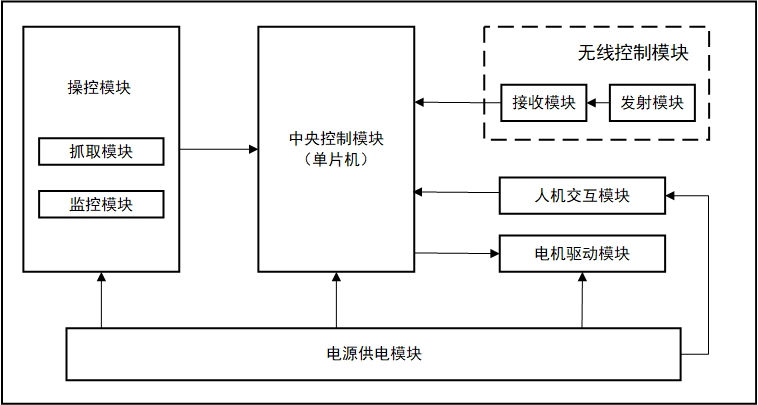 操控模块
抓取模块
监控模块
中央控制模块
（单片机）
无线控制模块
接收模块
发射模块
人机交互模块
电机驱动模块
电源供电模块